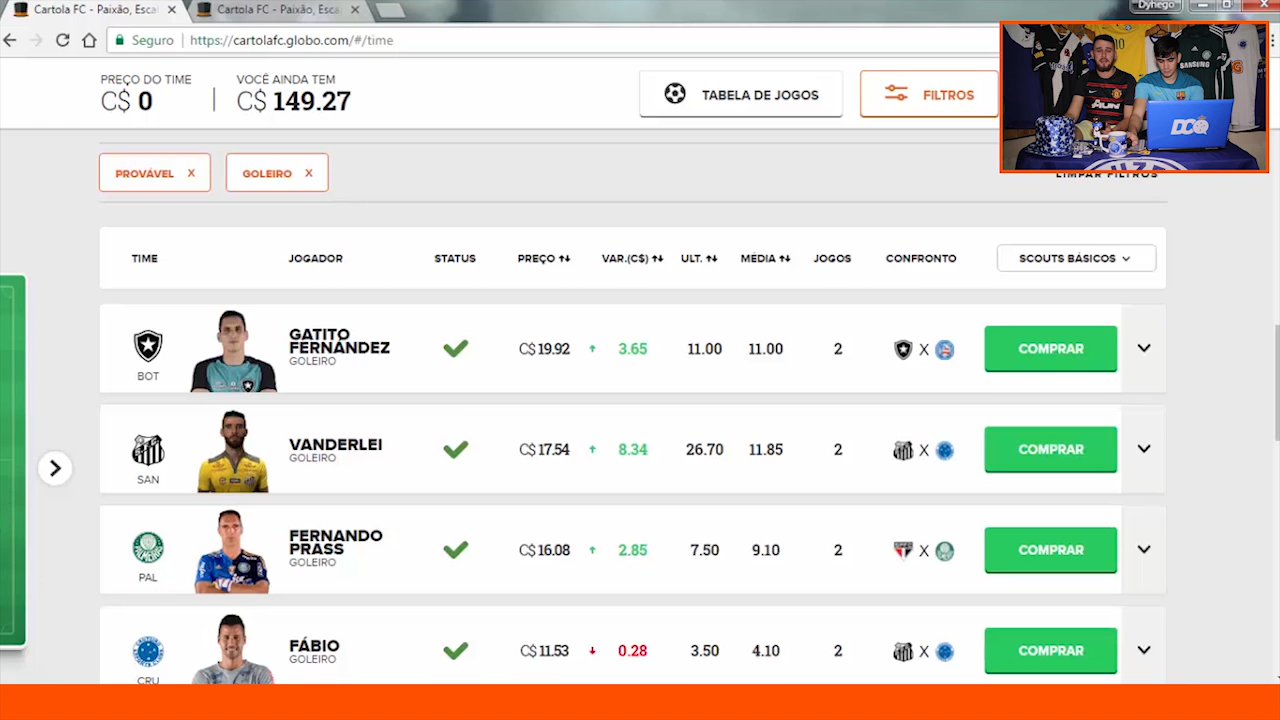 Cartola FC - Paixão, Escal
Cartola FC - Paixão, Escal
Dyhego
Seguro
https://cartolafc.globo.com/#/time
PREÇO DO TIME
C$ 0
VOCÊ AINDA TEM
C$ 149.27
TABELA DE JOGOS
FILTROS
SAMSUNG
AON
DCQ
PROVÁVEL X
GOLEIRO X
LIMPAR FILTROS
TIME JOGADOR STATUS PREÇO VAR.(C$) ULT. MÉDIA JOGOS CONFRONTO SCOUTS BÁSICOS
BOT
GATITO
FERNÁNDEZ
GOLEIRO
C$ 19.92 3.65 11.00 11.00 2 X COMPRAR
SAN
VANDERLEI
GOLEIRO
C$ 17.54 8.34 26.70 11.85 2 X COMPRAR
PAL
FERNANDO
PRASS
GOLEIRO
C$ 16.08 2.85 7.50 9.10 2 X COMPRAR
CRU
FÁBIO
GOLEIRO
C$ 11.53 0.28 3.50 4.10 2 X COMPRAR